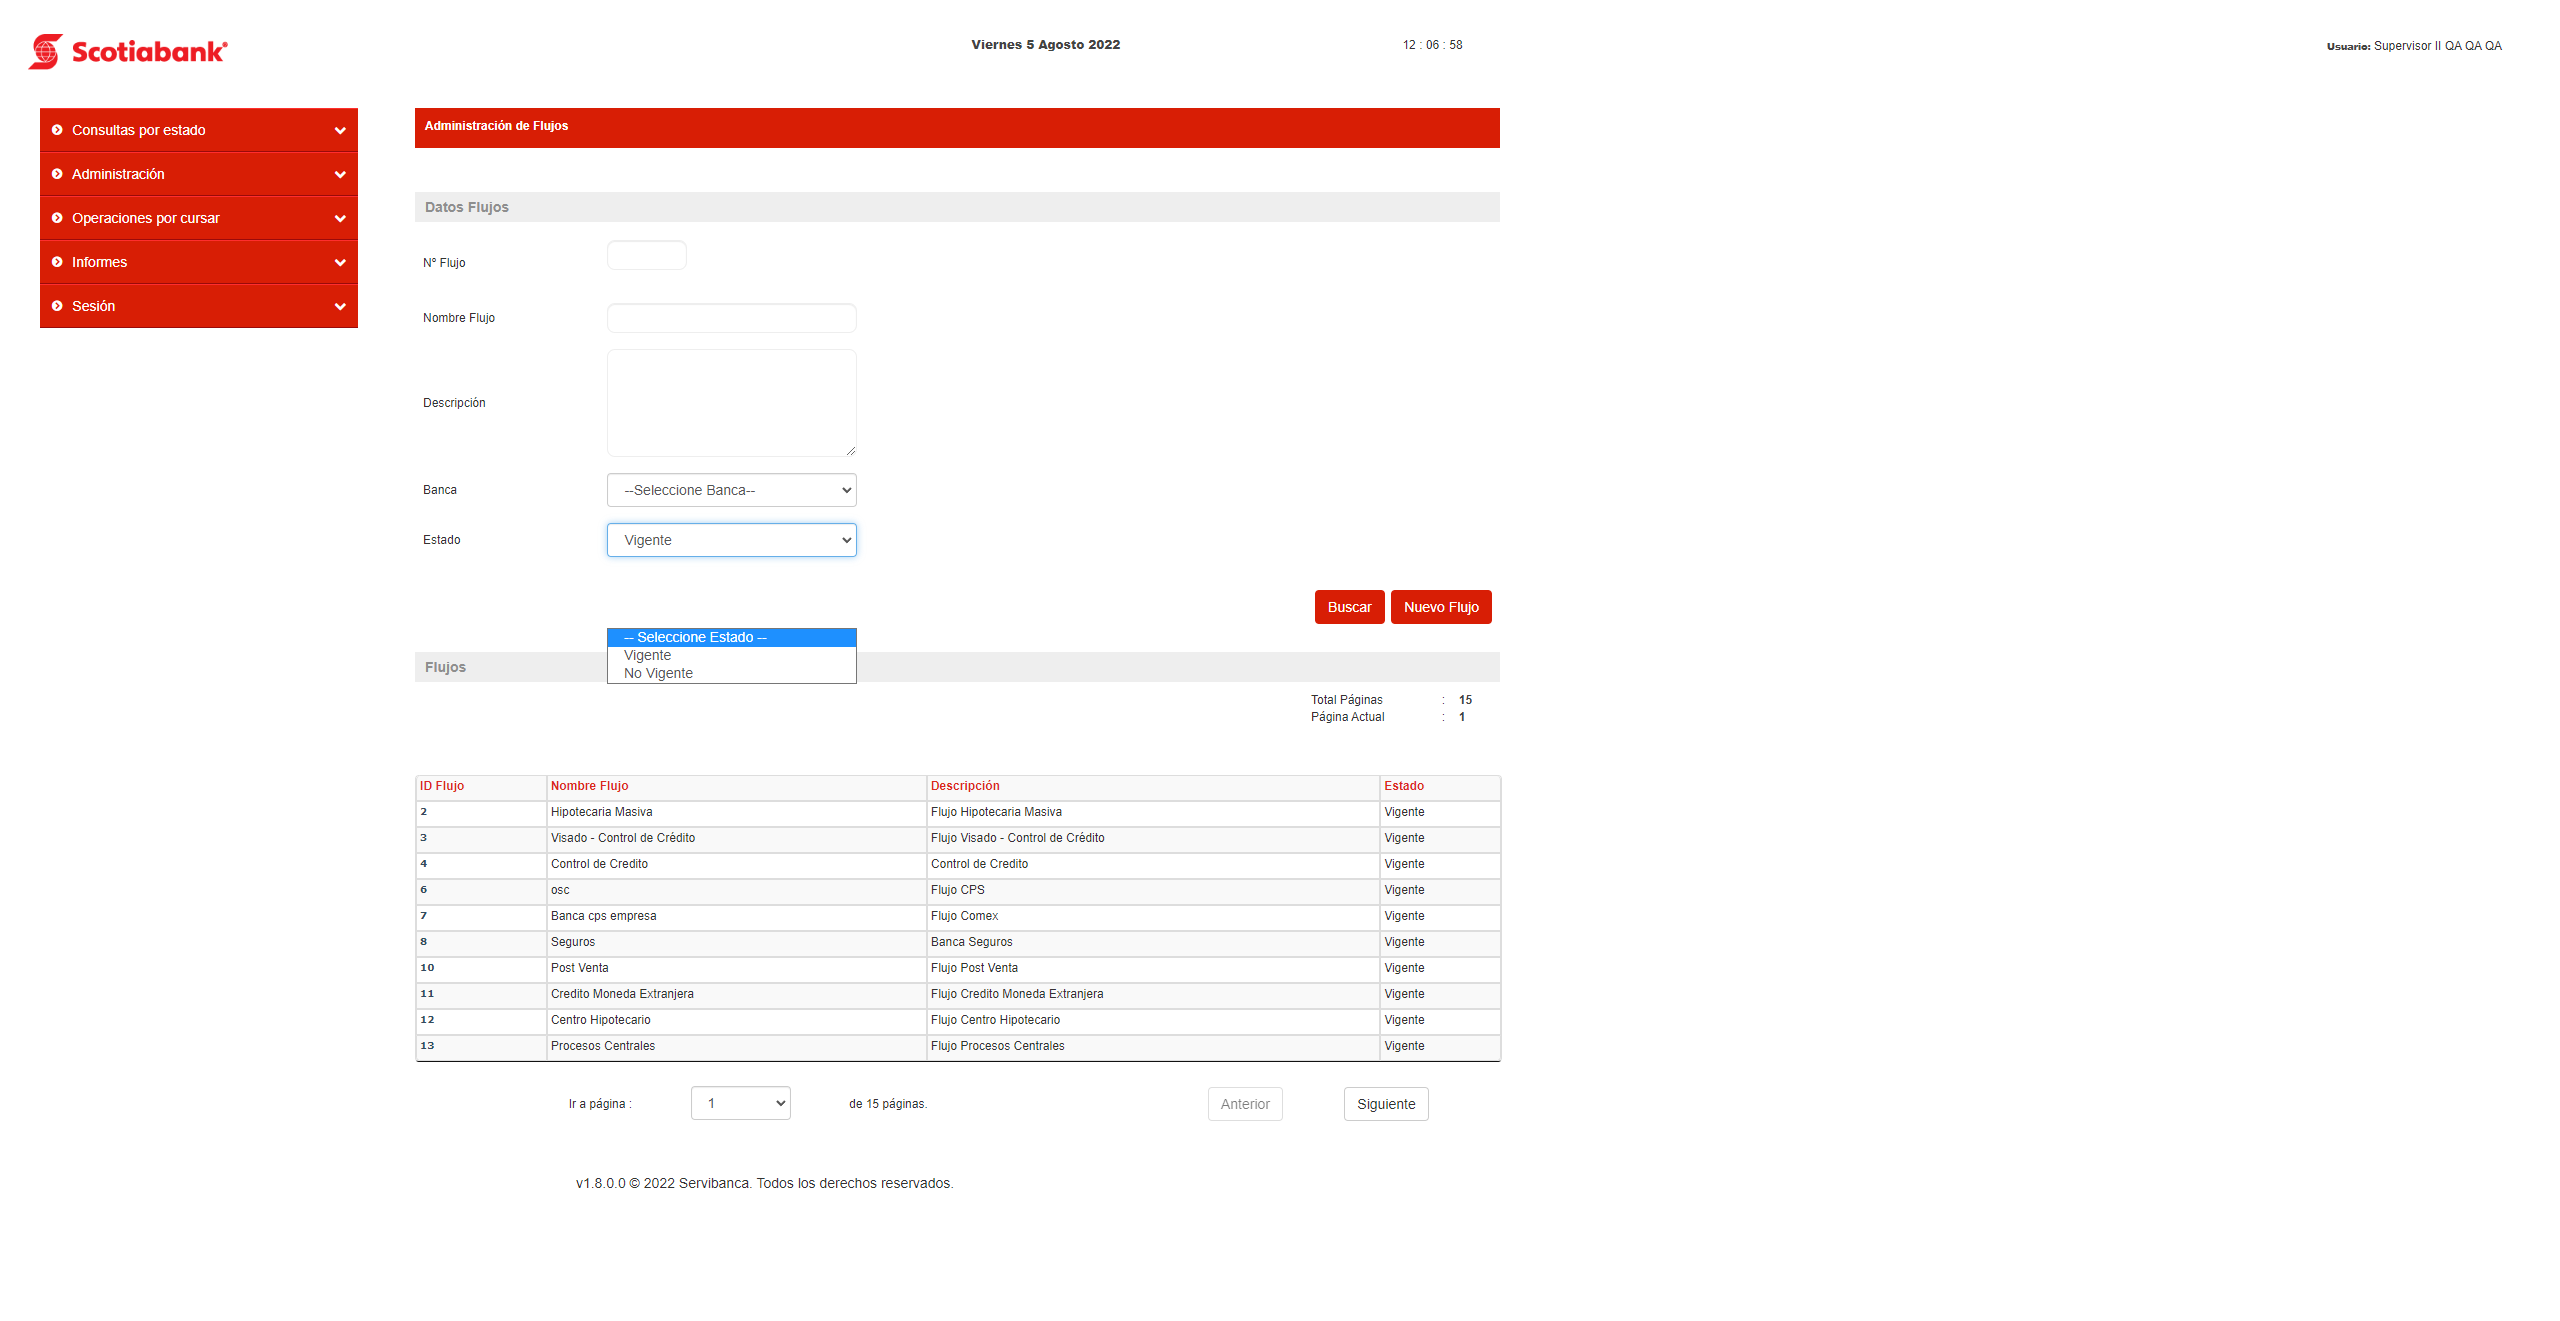 Scotiabank®
Viernes 5 Agosto 2022
12 : 06 : 58
Usuario: Supervisor II QA QA QA
Consultas por estado
Administración
Operaciones por cursar
Informes
Sesión
Administración de Flujos
Datos Flujos
Nº Flujo
Nombre Flujo
Descripción
Banca --Seleccione Banca--
Estado Vigente
Buscar Nuevo Flujo
-- Seleccione Estado --
Vigente
No Vigente
Flujos
Total Páginas : 15
Página Actual : 1
ID Flujo Nombre Flujo Descripción Estado
2 Hipotecaria Masiva Flujo Hipotecaria Masiva Vigente
3 Visado - Control de Crédito Flujo Visado - Control de Crédito Vigente
4 Control de Credito Control de Credito Vigente
6 osc Flujo CPS Vigente
7 Banca cps empresa Flujo Comex Vigente
8 Seguros Banca Seguros Vigente
10 Post Venta Flujo Post Venta Vigente
11 Credito Moneda Extranjera Flujo Credito Moneda Extranjera Vigente
12 Centro Hipotecario Flujo Centro Hipotecario Vigente
13 Procesos Centrales Flujo Procesos Centrales Vigente
Ir a página : 1 de 15 páginas. Anterior Siguiente
v1.8.0.0 © 2022 Servibanca. Todos los derechos reservados.